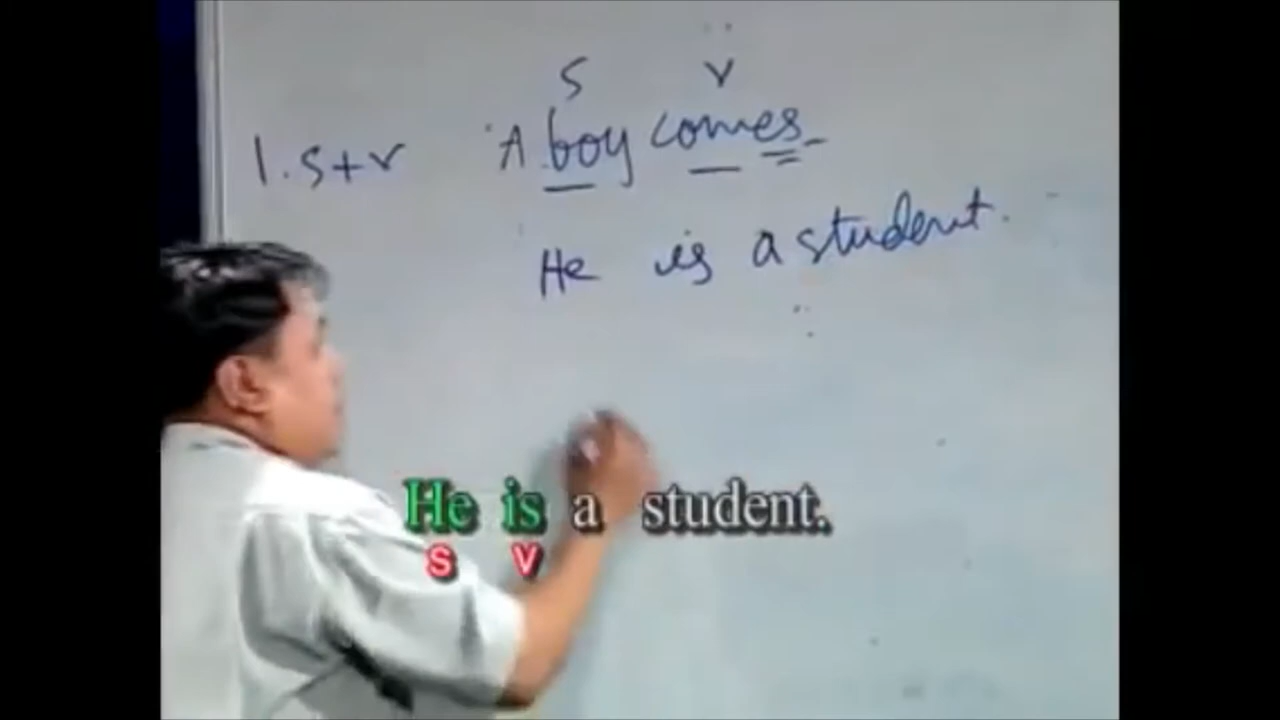 S V
1. S+V A boy comes.
He is a student.
He is a student.
S V